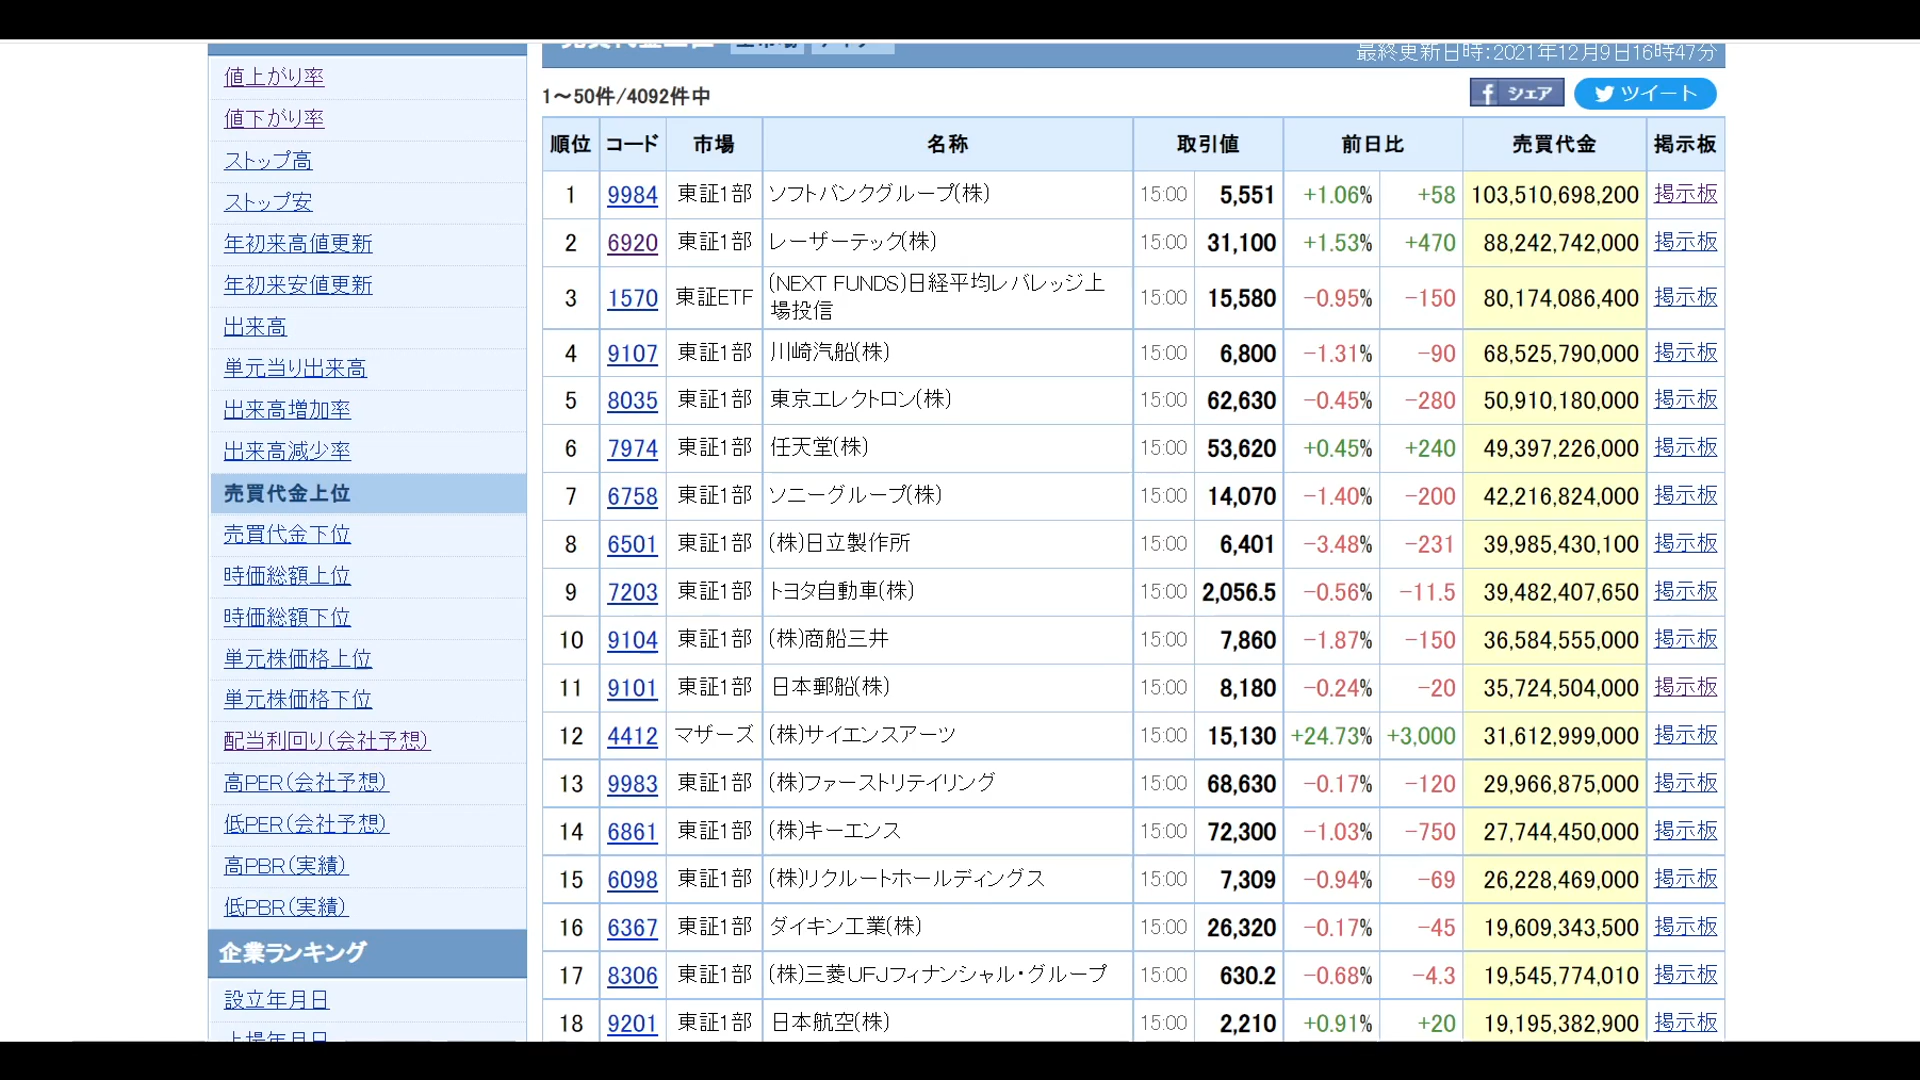 最終更新日時:2021年12月9日16時47分
値上がり率
値下がり率
ストップ高
ストップ安
年初来高値更新
年初来安値更新
出来高
単元当り出来高
出来高増加率
出来高減少率
売買代金上位
売買代金下位
時価総額上位
時価総額下位
単元株価格上位
単元株価格下位
配当利回り(会社予想)
高PER(会社予想)
低PER(会社予想)
高PBR(実績)
低PBR(実績)
企業ランキング
設立年月日
上場年月日
1～50件/4092件中
シェア ツイート
順位 コード 市場 名称 取引値 前日比 売買代金 掲示板
1 9984 東証1部 ソフトバンクグループ(株) 15:00 5,551 +1.06% +58 103,510,698,200 掲示板
2 6920 東証1部 レーザーテック(株) 15:00 31,100 +1.53% +470 88,242,742,000 掲示板
3 1570 東証ETF (NEXT FUNDS)日経平均レバレッジ上
場投信 15:00 15,580 −0.95% −150 80,174,086,400 掲示板
4 9107 東証1部 川崎汽船(株) 15:00 6,800 −1.31% −90 68,525,790,000 掲示板
5 8035 東証1部 東京エレクトロン(株) 15:00 62,630 −0.45% −280 50,910,180,000 掲示板
6 7974 東証1部 任天堂(株) 15:00 53,620 +0.45% +240 49,397,226,000 掲示板
7 6758 東証1部 ソニーグループ(株) 15:00 14,070 −1.40% −200 42,216,824,000 掲示板
8 6501 東証1部 (株)日立製作所 15:00 6,401 −3.48% −231 39,985,430,100 掲示板
9 7203 東証1部 トヨタ自動車(株) 15:00 2,056.5 −0.56% −11.5 39,482,407,650 掲示板
10 9104 東証1部 (株)商船三井 15:00 7,860 −1.87% −150 36,584,555,000 掲示板
11 9101 東証1部 日本郵船(株) 15:00 8,180 −0.24% −20 35,724,504,000 掲示板
12 4412 マザーズ (株)サイエンスアーツ 15:00 15,130 +24.73% +3,000 31,612,999,000 掲示板
13 9983 東証1部 (株)ファーストリテイリング 15:00 68,630 −0.17% −120 29,966,875,000 掲示板
14 6861 東証1部 (株)キーエンス 15:00 72,300 −1.03% −750 27,744,450,000 掲示板
15 6098 東証1部 (株)リクルートホールディングス 15:00 7,309 −0.94% −69 26,228,469,000 掲示板
16 6367 東証1部 ダイキン工業(株) 15:00 26,320 −0.17% −45 19,609,343,500 掲示板
17 8306 東証1部 (株)三菱UFJフィナンシャル・グループ 15:00 630.2 −0.68% −4.3 19,545,774,010 掲示板
18 9201 東証1部 日本航空(株) 15:00 2,210 +0.91% +20 19,195,382,900 掲示板